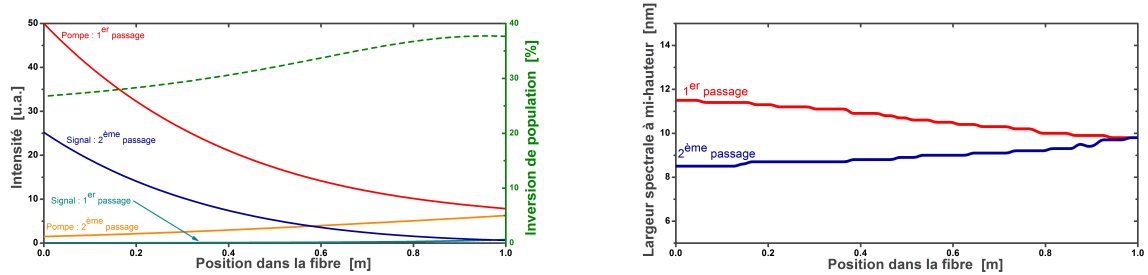 50
40
30
20
10
0
Intensité [u.a.]
Pompe : 1er passage
Signal : 2ème passage
Signal : 1er passage
Pompe : 2ème passage
0.0 0.2 0.4 0.6 0.8 1.0
Position dans la fibre [m]
40
30
20
10
0
Inversion de population [%]
14
12
10
8
6
Largeur spectrale à mi-hauteur [nm]
1er passage
2ème passage
0.0 0.2 0.4 0.6 0.8 1.0
Position dans la fibre [m]